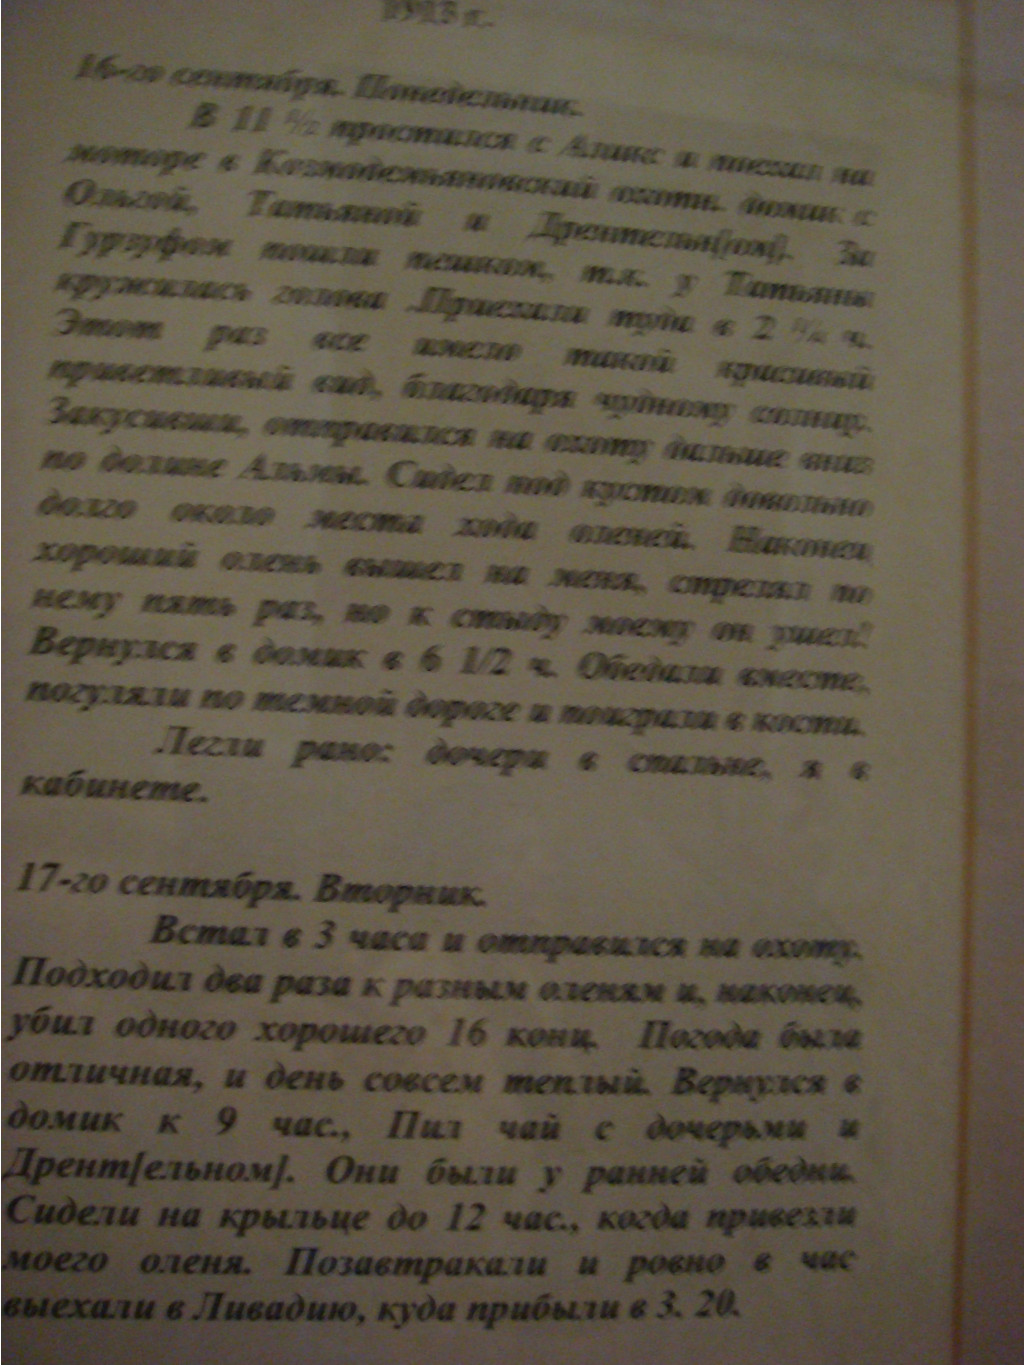 1913 г.
16-го сентября. Понедельник.
В 11 ½ простился с Аликс и поехал на
моторе в Козмодемьяновский охотн. домик с
Ольгой, Татьяной и Дрентельн[ом]. За
Гурзуфом пошли пешком, т.к. у Татьяны
кружилась голова .Приехали туда в 2 ч.
Этот раз все имело такой красивый
приветливый вид, благодаря чудному солнцу.
Закусивши, отправился на охоту дальше вниз
по долине Альмы. Сидел под кустом довольно
долго около места хода оленей. Наконец
хороший олень вышел на меня, стрелял по
нему пять раз, но к стыду моему он ушел!
Вернулся в домик в 6 1/2 ч. Обедали вместе,
погуляли по темной дороге и поиграли в кости.
Легли рано: дочери в спальне, я в
кабинете.
17-го сентября. Вторник.
Встал в 3 часа и отправился на охоту.
Подходил два раза к разным оленям и, наконец,
убил одного хорошего 16 конц. Погода была
отличная, и день совсем теплый. Вернулся в
домик к 9 час., Пил чай с дочерьми и
Дрент[ельном]. Они были у ранней обедни.
Сидели на крыльце до 12 час., когда привезли
моего оленя. Позавтракали и ровно в час
выехали в Ливадию, куда прибыли в 3. 20.